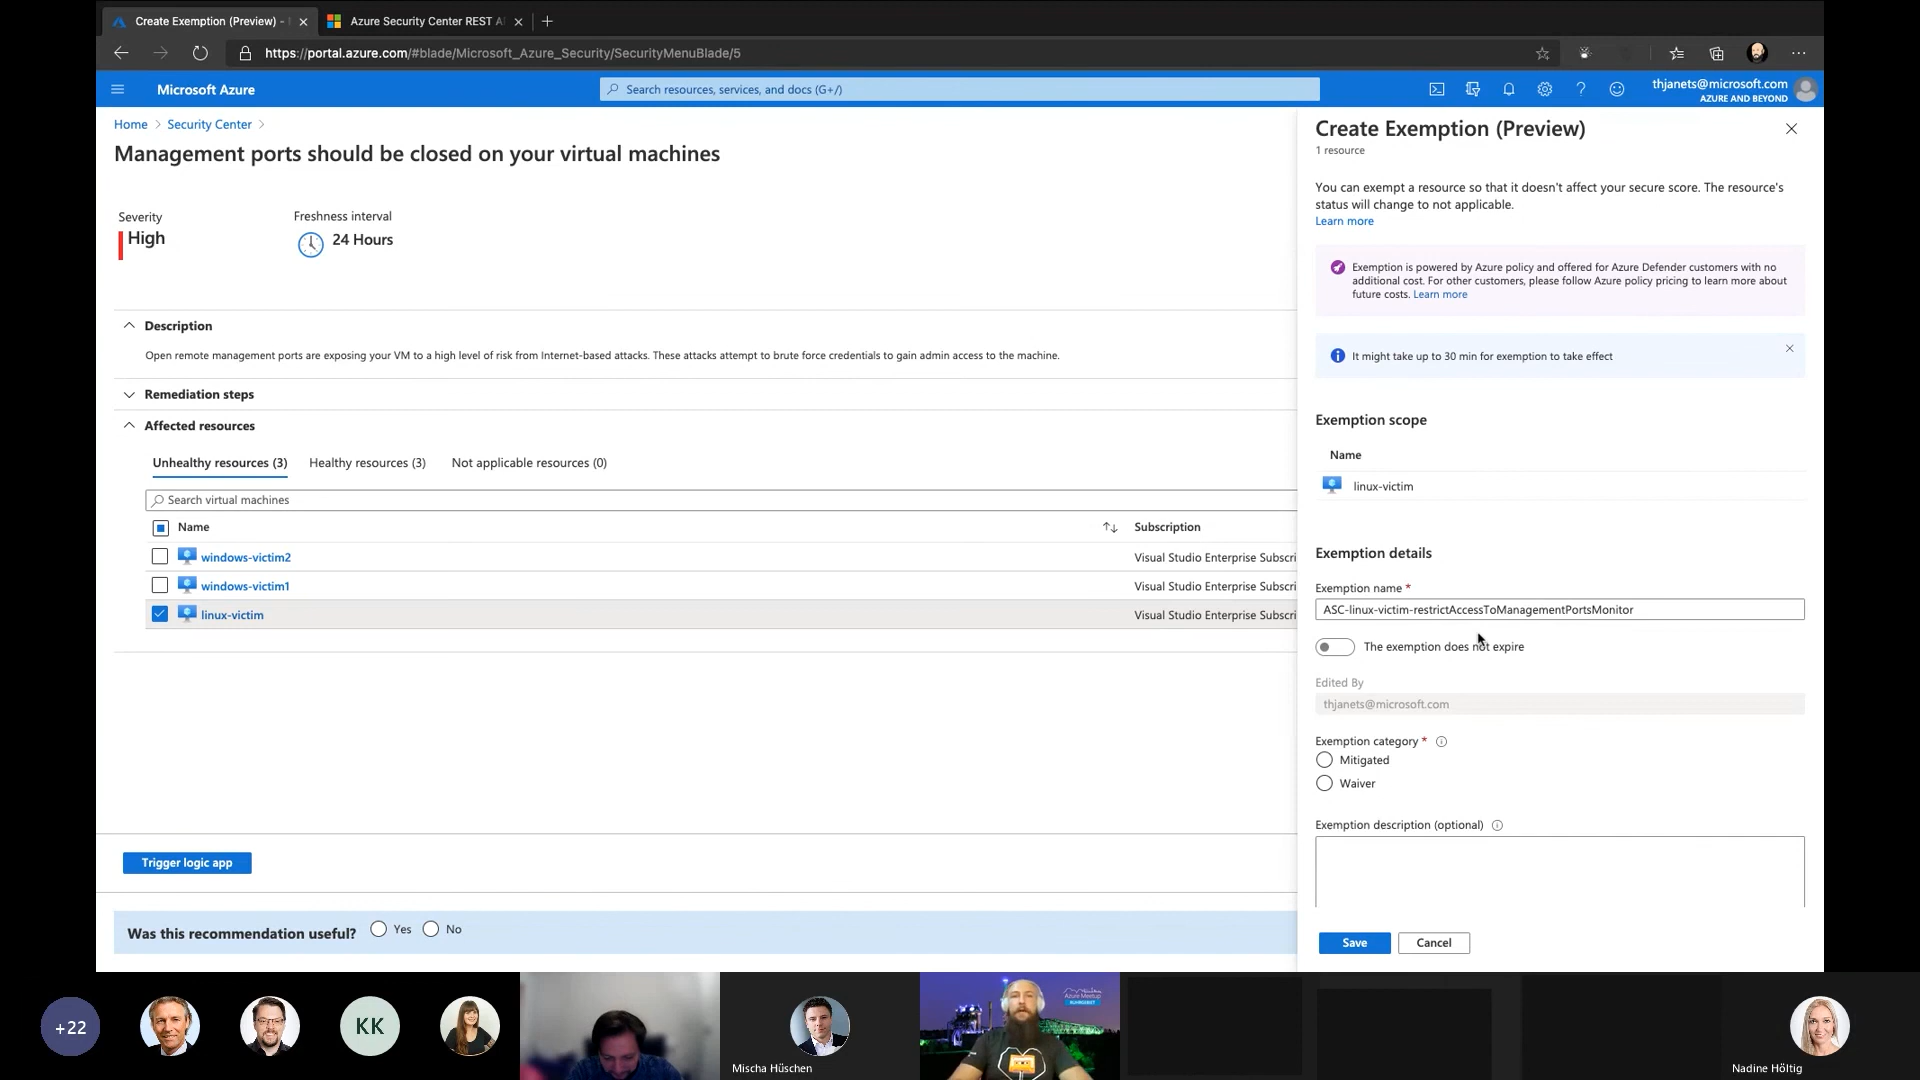 Create Exemption (Preview) -
Azure Security Center REST A
https://portal.azure.com/#blade/Microsoft_Azure_Security/SecurityMenuBlade/5
Microsoft Azure
Search resources, services, and docs (G+/)
thjanets@microsoft.com
AZURE AND BEYOND
Home > Security Center >
Management ports should be closed on your virtual machines
Severity
High
Freshness interval
24 Hours
Description
Open remote management ports are exposing your VM to a high level of risk from Internet-based attacks. These attacks attempt to brute force credentials to gain admin access to the machine.
Remediation steps
Affected resources
Unhealthy resources (3) Healthy resources (3) Not applicable resources (0)
Search virtual machines
Name Subscription
windows-victim2 Visual Studio Enterprise Subscri
windows-victim1 Visual Studio Enterprise Subscri
linux-victim Visual Studio Enterprise Subscri
Trigger logic app
Was this recommendation useful? Yes No
Create Exemption (Preview)
1 resource
You can exempt a resource so that it doesn't affect your secure score. The resource's
status will change to not applicable.
Learn more
Exemption is powered by Azure policy and offered for Azure Defender customers with no
additional cost. For other customers, please follow Azure policy pricing to learn more about
future costs. Learn more
It might take up to 30 min for exemption to take effect
Exemption scope
Name
linux-victim
Exemption details
Exemption name *
ASC-linux-victim-restrictAccessToManagementPortsMonitor
The exemption does not expire
Edited By
thjanets@microsoft.com
Exemption category *
Mitigated
Waiver
Exemption description (optional)
Save Cancel
+22
KK
Mischa Hüschen
Azure Meetup
RUHRGEBIET
Nadine Höltig